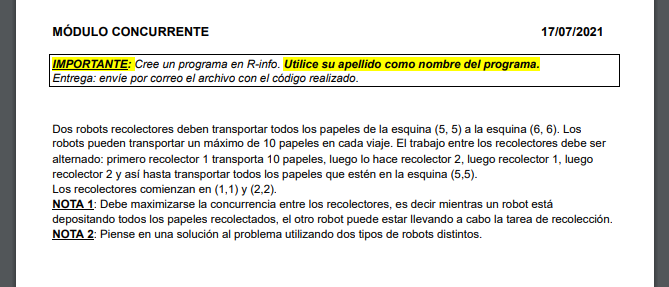 MÓDULO CONCURRENTE 17/07/2021
IMPORTANTE: Cree un programa en R-info. Utilice su apellido como nombre del programa.
Entrega: envíe por correo el archivo con el código realizado.
Dos robots recolectores deben transportar todos los papeles de la esquina (5, 5) a la esquina (6, 6). Los
robots pueden transportar un máximo de 10 papeles en cada viaje. El trabajo entre los recolectores debe ser
alternado: primero recolector 1 transporta 10 papeles, luego lo hace recolector 2, luego recolector 1, luego
recolector 2 y así hasta transportar todos los papeles que estén en la esquina (5,5).
Los recolectores comienzan en (1,1) y (2,2).
NOTA 1: Debe maximizarse la concurrencia entre los recolectores, es decir mientras un robot está
depositando todos los papeles recolectados, el otro robot puede estar llevando a cabo la tarea de recolección.
NOTA 2: Piense en una solución al problema utilizando dos tipos de robots distintos.